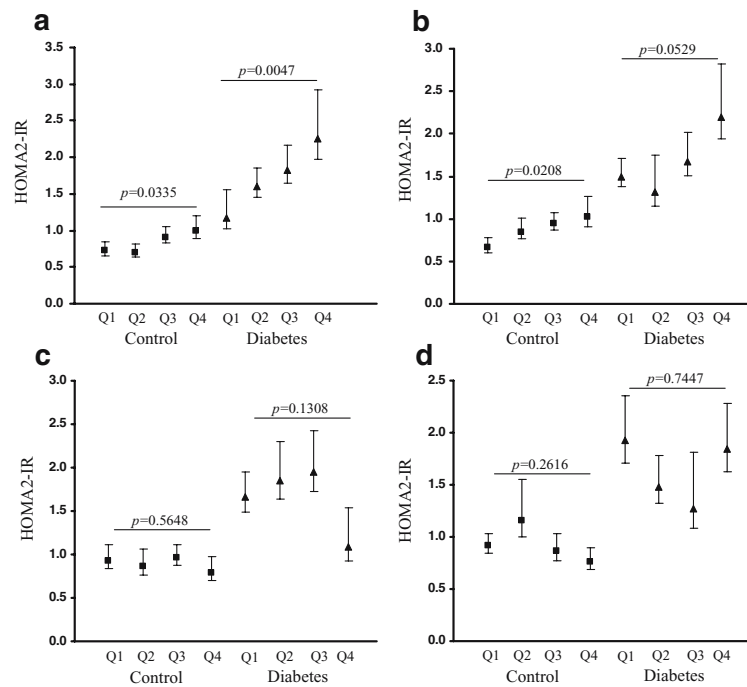 a
HOMA2-IR
3.5
3.0
2.5
2.0
1.5
1.0
0.5
0.0
p=0.0335
p=0.0047
Q1 Q2 Q3 Q4 Q1 Q2 Q3 Q4
Control Diabetes
b
HOMA2-IR
3.0
2.5
2.0
1.5
1.0
0.5
0.0
p=0.0208
p=0.0529
Q1 Q2 Q3 Q4 Q1 Q2 Q3 Q4
Control Diabetes
c
HOMA2-IR
3.0
2.5
2.0
1.5
1.0
0.5
0.0
p=0.5648
p=0.1308
Q1 Q2 Q3 Q4 Q1 Q2 Q3 Q4
Control Diabetes
d
HOMA2-IR
2.5
2.0
1.5
1.0
0.5
0.0
p=0.2616
p=0.7447
Q1 Q2 Q3 Q4 Q1 Q2 Q3 Q4
Control Diabetes